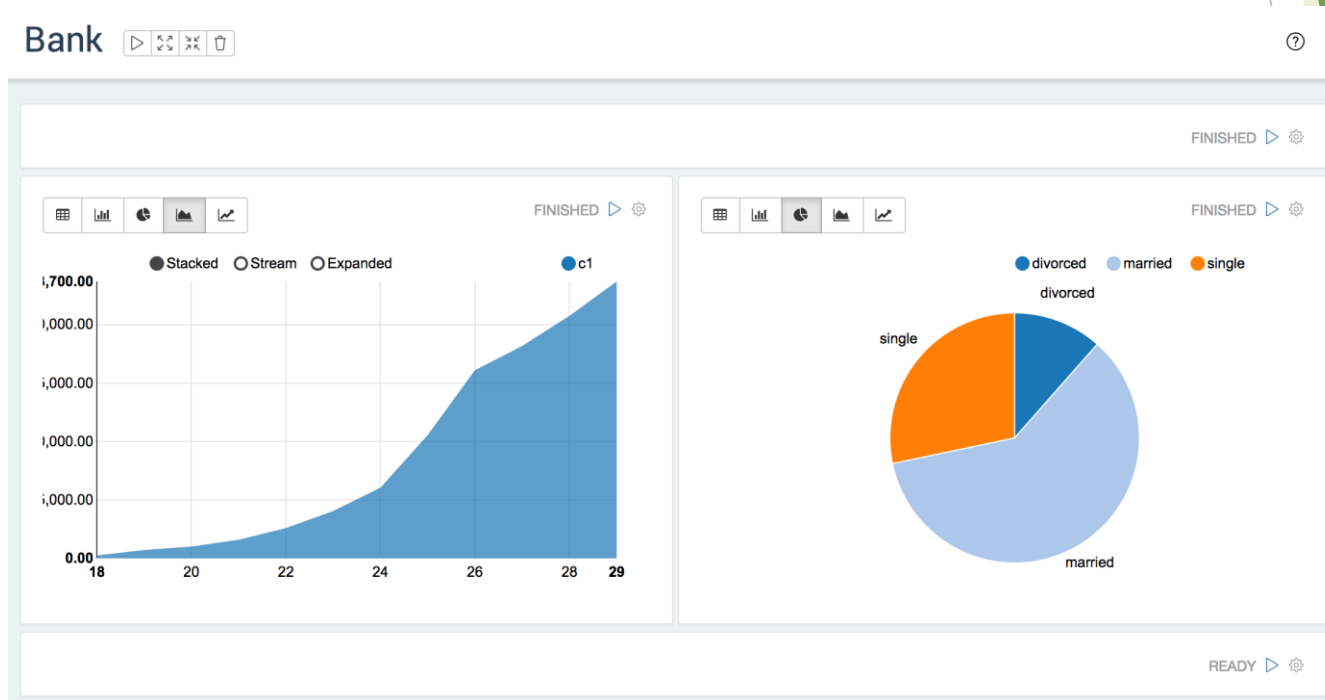 Bank
FINISHED
FINISHED
Stacked Stream Expanded c1
,700.00
,000.00
,000.00
,000.00
,000.00
0.00
18 20 22 24 26 28 29
FINISHED
divorced married single
divorced
single
married
READY